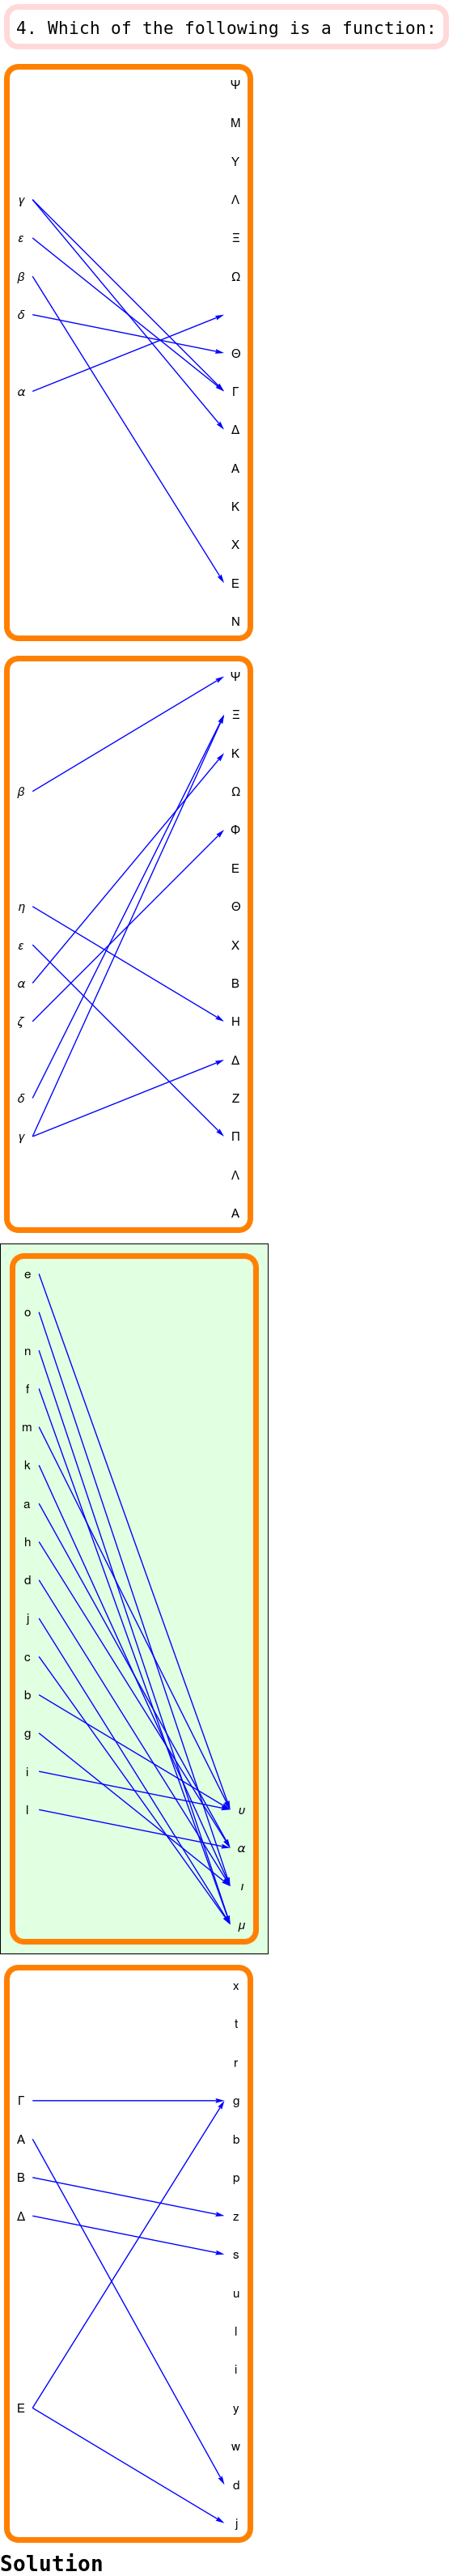 4. Which of the following is a function:
Ψ
Μ
Υ
γ Λ
ε Ξ
β Ω
δ
Θ
α Γ
Δ
Α
Κ
Χ
Ε
Ν
Ψ
Ξ
Κ
β Ω
Φ
Ε
η Θ
ε Χ
α Β
ζ Η
Δ
δ Ζ
γ Π
Λ
Α
e
o
n
f
m
k
a
h
d
j
c
b
g
i
l υ
α
ι
μ
x
t
r
Γ g
Α b
Β p
Δ z
s
u
l
i
Ε y
w
d
j
Solution